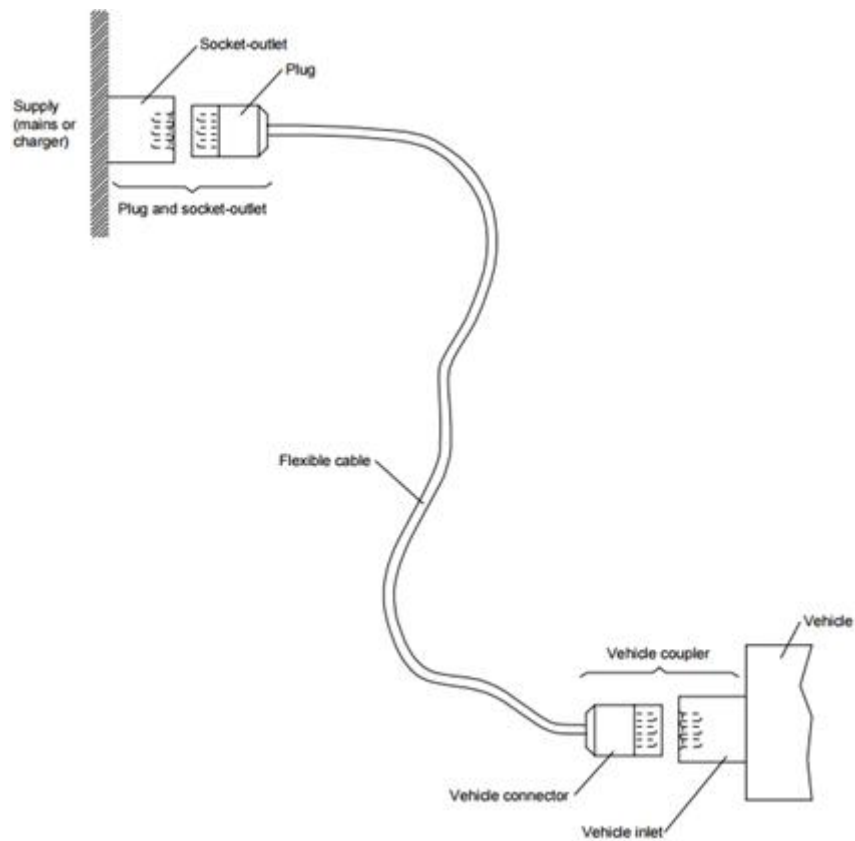 Socket-outlet
Plug
Supply
(mains or
charger)
Plug and socket-outlet
Flexible cable
Vehicle
Vehicle coupler
Vehicle connector
Vehicle inlet